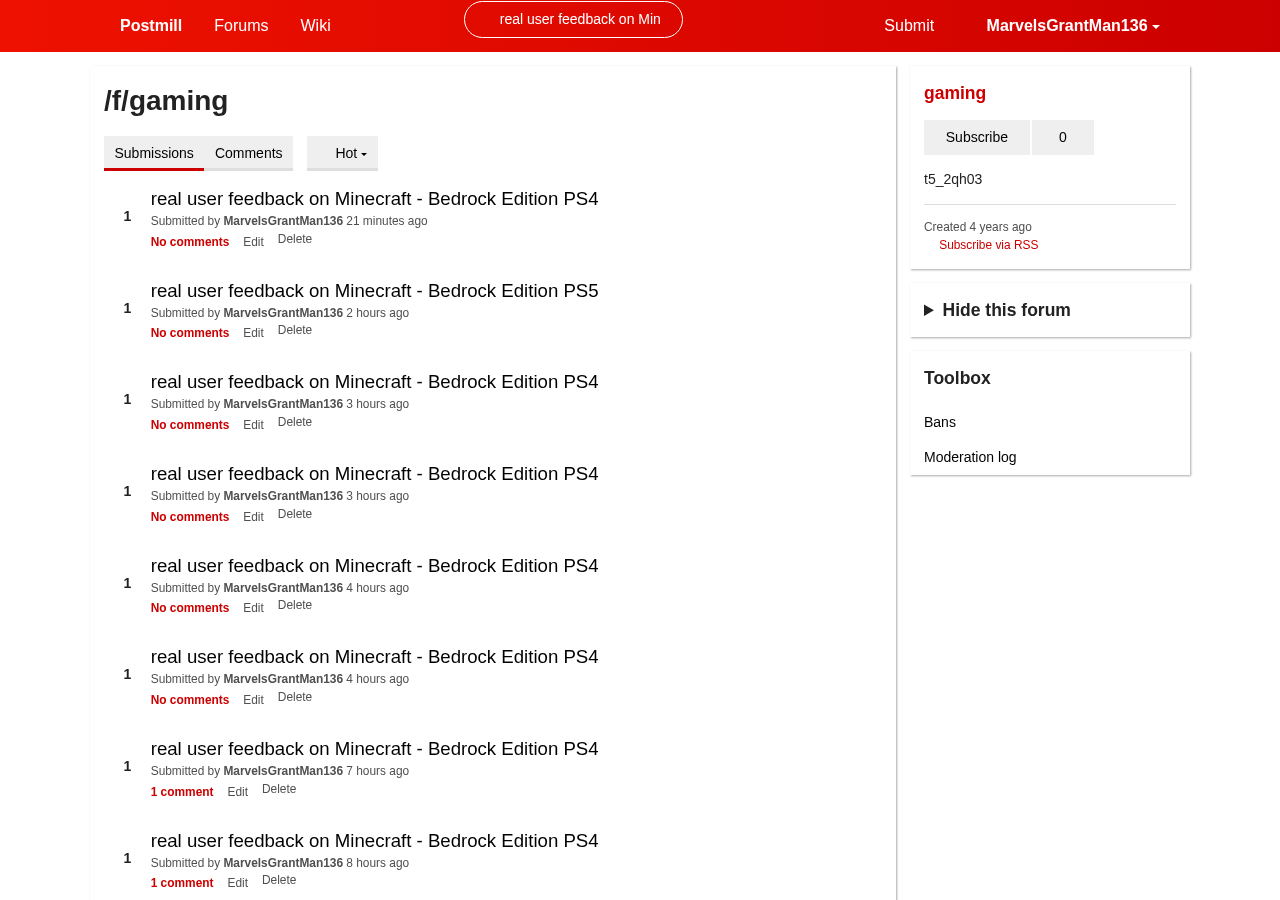 Postmill Forums Wiki real user feedback on Min Submit MarvelsGrantMan136
/f/gaming
Submissions Comments Hot
real user feedback on Minecraft - Bedrock Edition PS4
1
Submitted by MarvelsGrantMan136 21 minutes ago
No comments Edit Delete
real user feedback on Minecraft - Bedrock Edition PS5
1
Submitted by MarvelsGrantMan136 2 hours ago
No comments Edit Delete
real user feedback on Minecraft - Bedrock Edition PS4
1
Submitted by MarvelsGrantMan136 3 hours ago
No comments Edit Delete
real user feedback on Minecraft - Bedrock Edition PS4
1
Submitted by MarvelsGrantMan136 3 hours ago
No comments Edit Delete
real user feedback on Minecraft - Bedrock Edition PS4
1
Submitted by MarvelsGrantMan136 4 hours ago
No comments Edit Delete
real user feedback on Minecraft - Bedrock Edition PS4
1
Submitted by MarvelsGrantMan136 4 hours ago
No comments Edit Delete
real user feedback on Minecraft - Bedrock Edition PS4
1
Submitted by MarvelsGrantMan136 7 hours ago
1 comment Edit Delete
real user feedback on Minecraft - Bedrock Edition PS4
1
Submitted by MarvelsGrantMan136 8 hours ago
1 comment Edit Delete
gaming
Subscribe 0
t5_2qh03
Created 4 years ago
Subscribe via RSS
Hide this forum
Toolbox
Bans
Moderation log